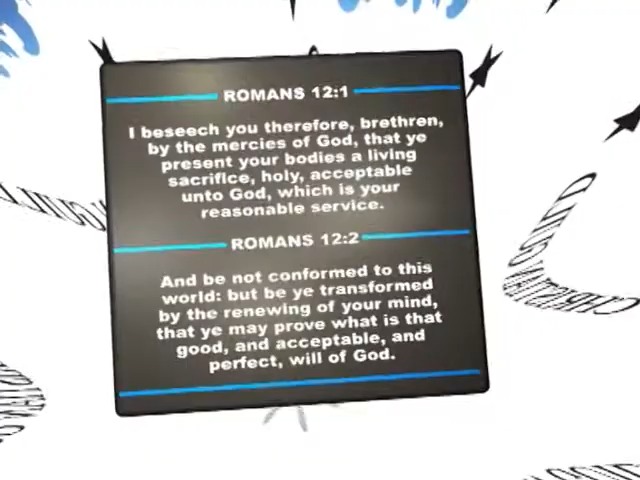 ROMANS 12:1
I beseech you therefore, brethren,
by the mercies of God, that ye
present your bodies a living
sacrifice, holy, acceptable
unto God, which is your
reasonable service.
ROMANS 12:2
And be not conformed to this
world: but be ye transformed
by the renewing of your mind,
that ye may prove what is that
good, and acceptable, and
perfect, will of God.